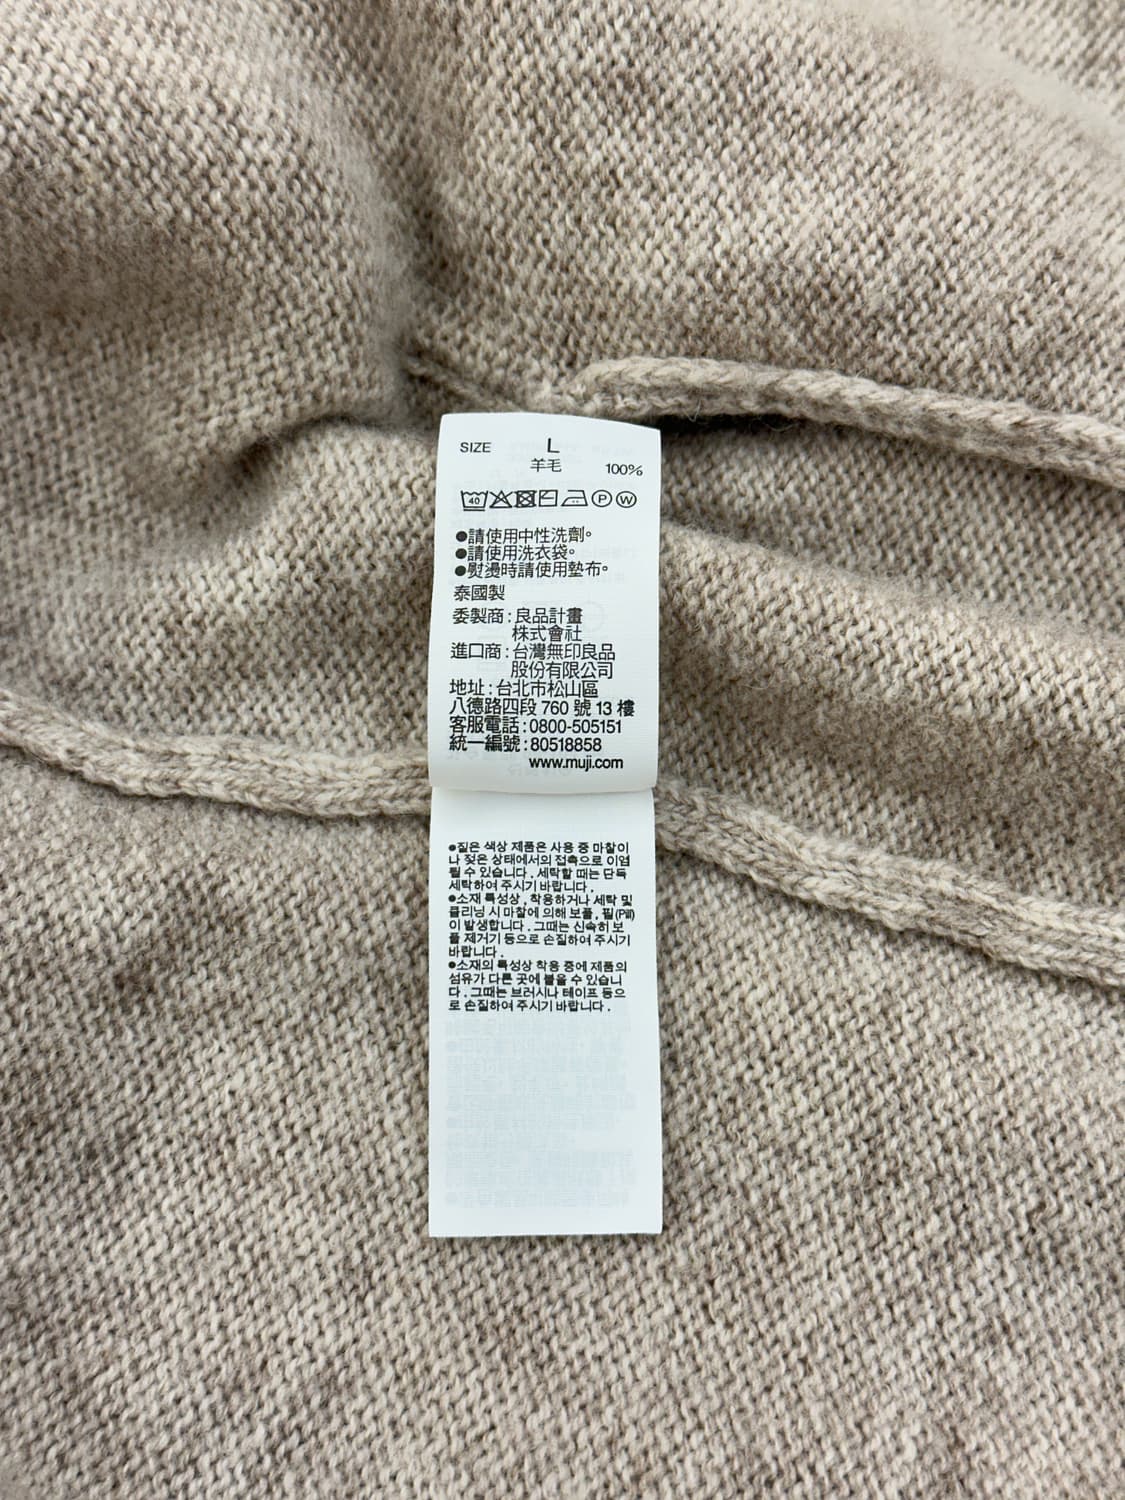 SIZE L
羊毛 100%
40 P W
●請使用中性洗劑。
●請使用洗衣袋。
●熨燙時請使用墊布。
泰國製
委製商:良品計畫
株式會社
進口商:台灣無印良品
股份有限公司
地址:台北市松山區
八德路四段 760 號 13 樓
客服電話:0800-505151
統一編號:80518858
www.muji.com
●짙은 색상 제품은 사용 중 마찰이
나 젖은 상태에서의 접촉으로 이염
될 수 있습니다. 세탁할 때는 단독
세탁하여 주시기 바랍니다.
●소재 특성상, 착용하거나 세탁 및
클리닝 시 마찰에 의해 보풀, 필(Pill)
이 발생합니다. 그때는 신속히 보
풀 제거기 등으로 손질하여 주시기
바랍니다.
●소재의 특성상 착용 중에 제품의
섬유가 다른 곳에 붙을 수 있습니
다. 그때는 브러시나 테이프 등으
로 손질하여 주시기 바랍니다.